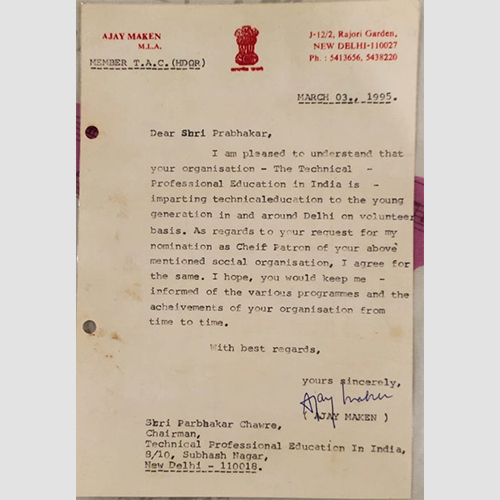 AJAY MAKEN
M.L.A.
MEMBER T.A.C.(HDOR)
J-12/2, Rajori Garden,
NEW DELHI-110027
Ph. : 5413656, 5438220
MARCH 03., 1995.
Dear Shri Prabhakar,
I am pleased to understand that
your organisation - The Technical -
Professional Education in India is -
imparting technicaleducation to the young
generation in and around Delhi on volunteer
basis. As regards to your request for my
nomination as Cheif Patron of your above
mentioned social organisation, I agree for
the same. I hope, you would keep me -
informed of the various programmes and the
acheivements of your organisation from
time to time.
With best regards,
yours sincerely,
Ajay Maken
AJAY MAKEN )
Shri Parbhakar Chawre,
Chairman,
Technical Professional Education In India,
8/10, Subhash Nagar,
New Delhi - 110018.